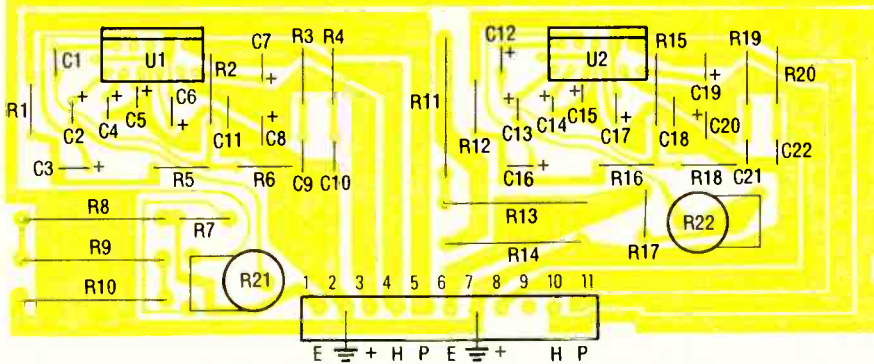 C7 R3 R4 C12
U1 U2 R15 R19
C1 + R2 + + R20
C6 C19
R1 + + + + + R11 + + + +
C2 C4 C5 C11 C8 R12 C13 C14 C15 C17 C18 C20
C3 + C16 + C22
R5 R6 C9 C10 R16 R18 C21
R8 R7 R13 R22
R9 R14 R17
R10 R21
1 2 3 4 5 6 7 8 9 10 11
E + H P E + H P